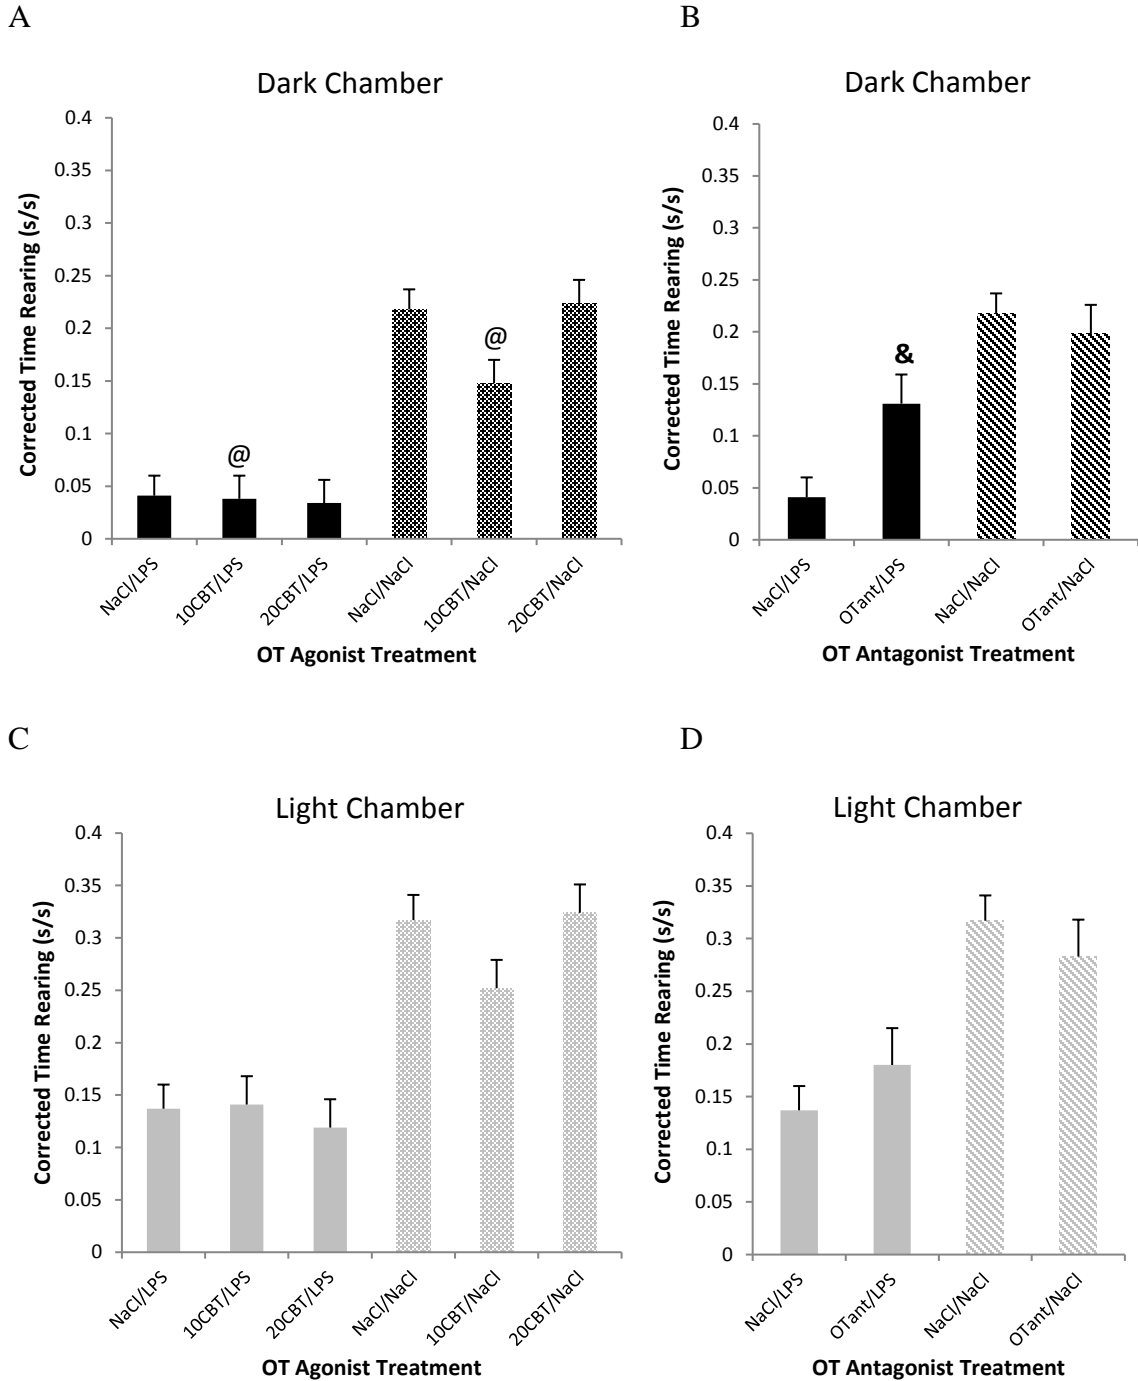 A
Dark Chamber
Corrected Time Rearing (s/s)
0.4
0.35
0.3
0.25
0.2
0.15
0.1
0.05
0
@
@
NaCl/LPS
10CBT/LPS
20CBT/LPS
NaCl/NaCl
10CBT/NaCl
20CBT/NaCl
OT Agonist Treatment
B
Dark Chamber
Corrected Time Rearing (s/s)
0.4
0.35
0.3
0.25
0.2
0.15
0.1
0.05
0
&
NaCl/LPS
OTant/LPS
NaCl/NaCl
OTant/NaCl
OT Antagonist Treatment
C
Light Chamber
Corrected Time Rearing (s/s)
0.4
0.35
0.3
0.25
0.2
0.15
0.1
0.05
0
NaCl/LPS
10CBT/LPS
20CBT/LPS
NaCl/NaCl
10CBT/NaCl
20CBT/NaCl
OT Agonist Treatment
D
Light Chamber
Corrected Time Rearing (s/s)
0.4
0.35
0.3
0.25
0.2
0.15
0.1
0.05
0
NaCl/LPS
OTant/LPS
NaCl/NaCl
OTant/NaCl
OT Antagonist Treatment